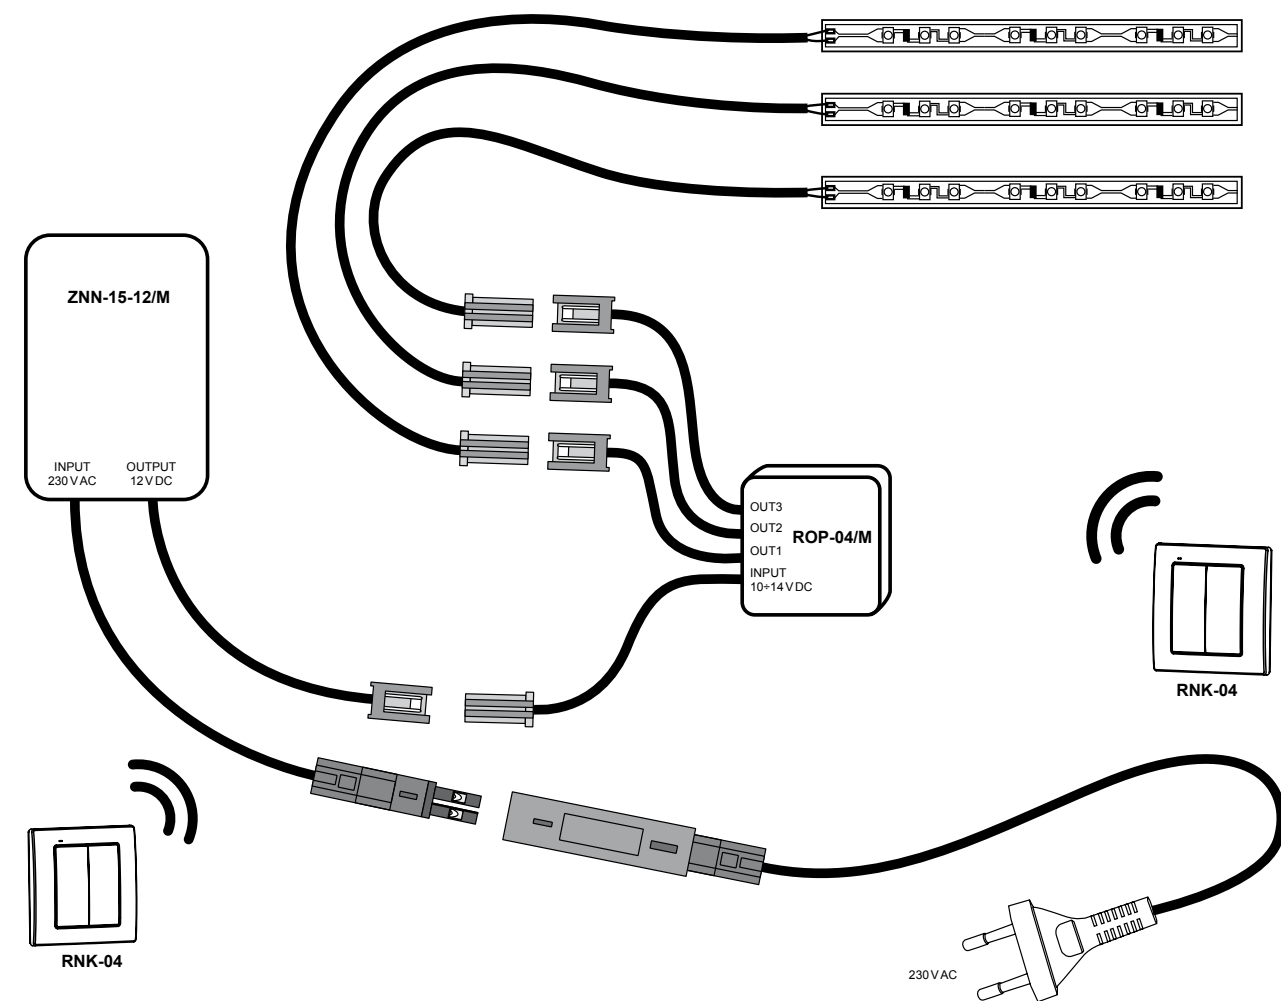 ZNN-15-12/M
INPUT
230 V AC
OUTPUT
12 V DC
OUT3
OUT2
OUT1
INPUT
10÷14 V DC
ROP-04/M
RNK-04
RNK-04
230 V AC